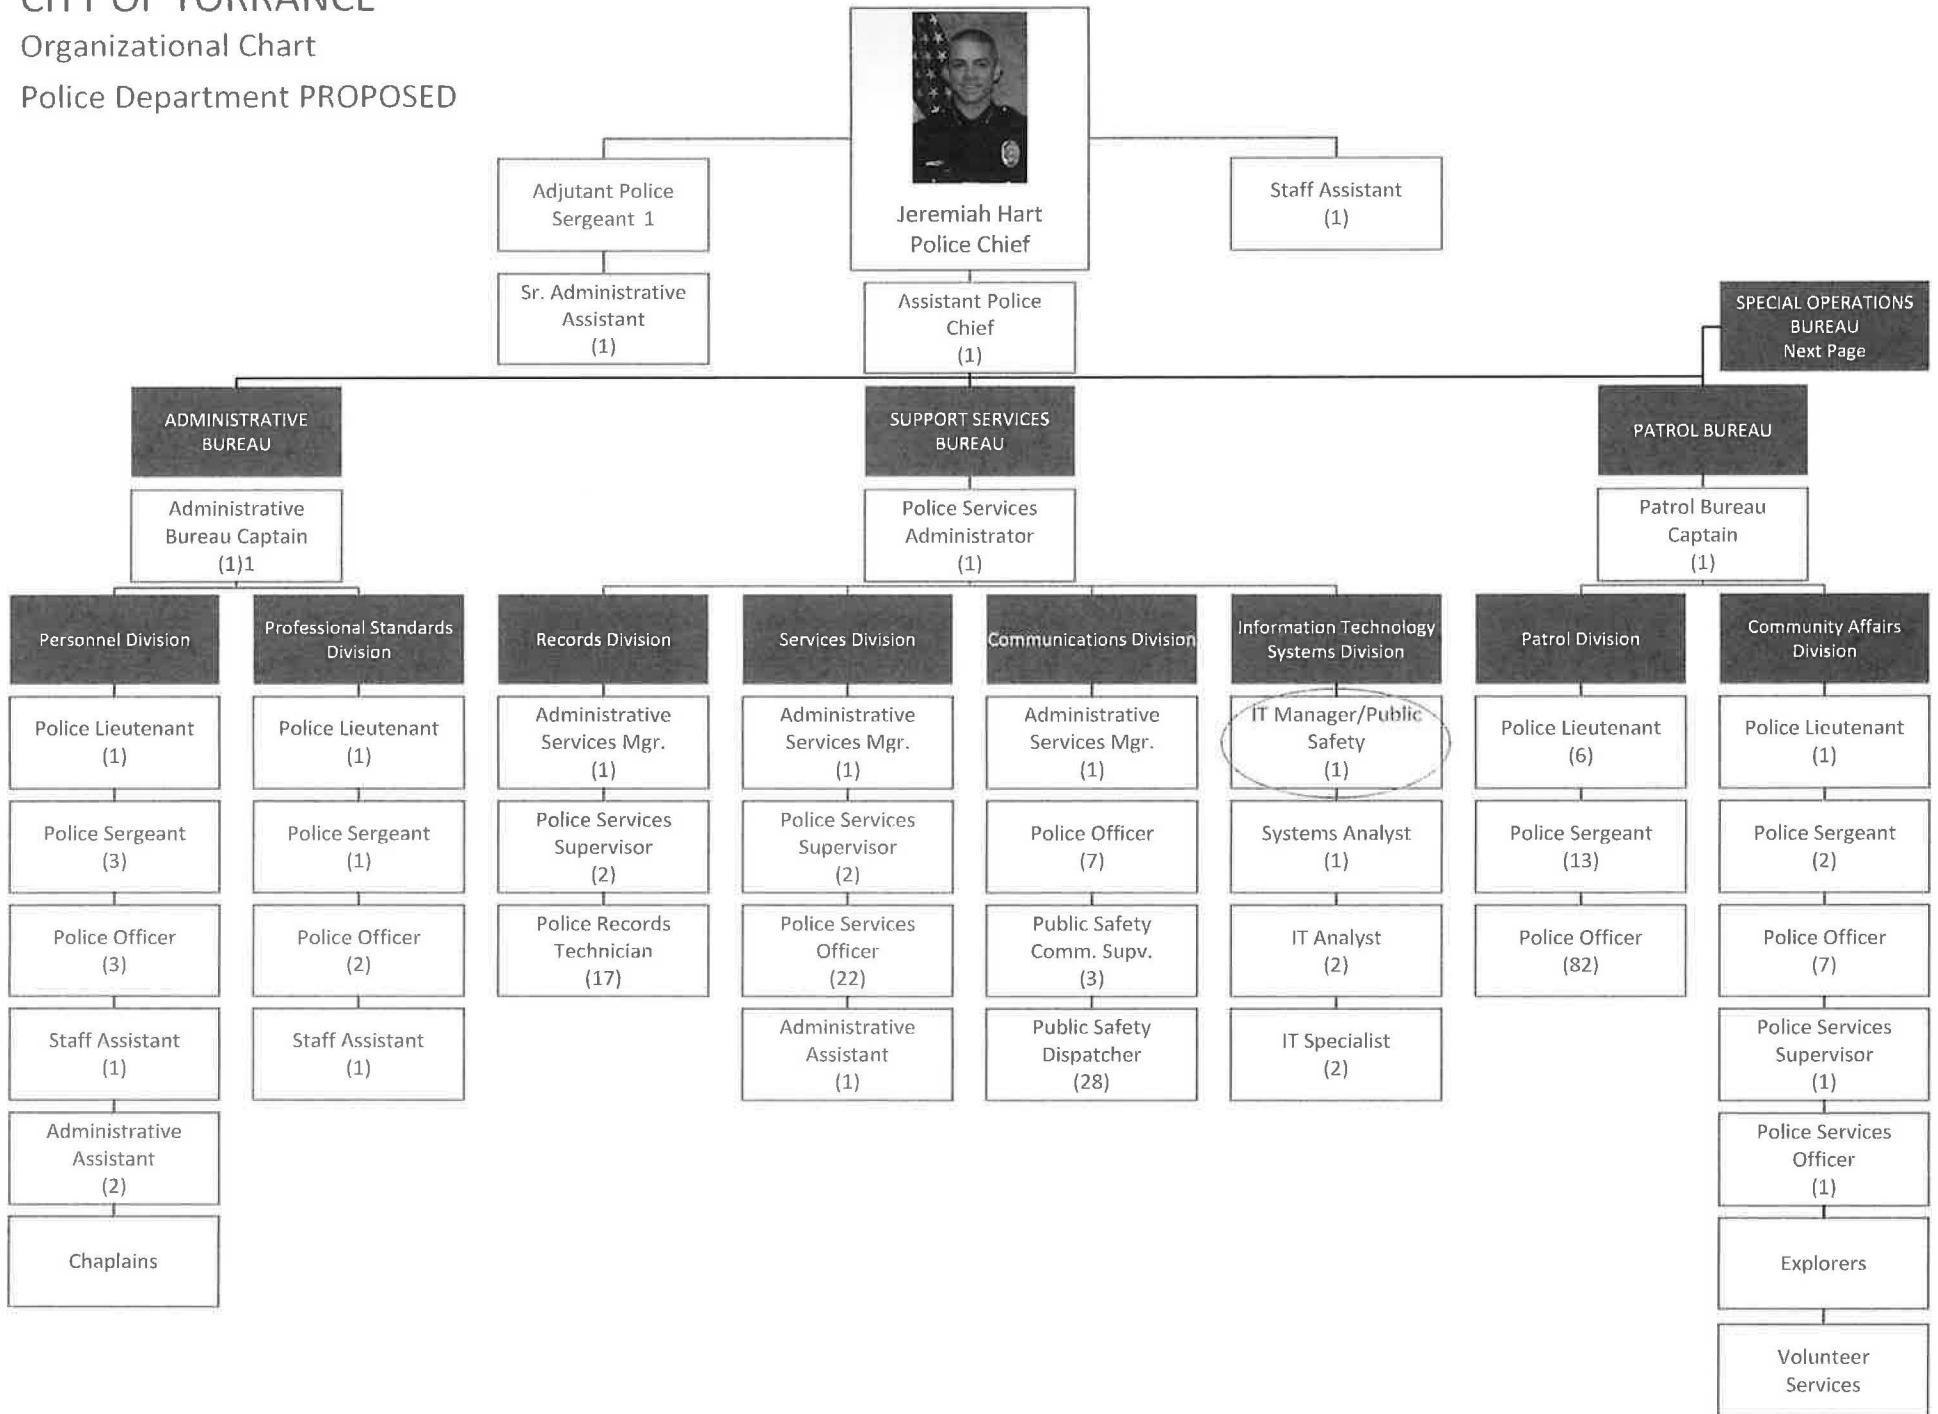 CITY OF TORRANCE
Organizational Chart
Police Department PROPOSED
Jeremiah Hart
Police Chief
Adjutant Police
Sergeant 1
Sr. Administrative
Assistant
(1)
Staff Assistant
(1)
Assistant Police
Chief
(1)
SPECIAL OPERATIONS
BUREAU
Next Page
ADMINISTRATIVE
BUREAU
Administrative
Bureau Captain
(1)1
SUPPORT SERVICES
BUREAU
Police Services
Administrator
(1)
PATROL BUREAU
Patrol Bureau
Captain
(1)
Personnel Division
Police Lieutenant
(1)
Police Sergeant
(3)
Police Officer
(3)
Staff Assistant
(1)
Administrative
Assistant
(2)
Chaplains
Professional Standards
Division
Police Lieutenant
(1)
Police Sergeant
(1)
Police Officer
(2)
Staff Assistant
(1)
Records Division
Administrative
Services Mgr.
(1)
Police Services
Supervisor
(2)
Police Records
Technician
(17)
Services Division
Administrative
Services Mgr.
(1)
Police Services
Supervisor
(2)
Police Services
Officer
(22)
Administrative
Assistant
(1)
Communications Division
Administrative
Services Mgr.
(1)
Police Officer
(7)
Public Safety
Comm. Supv.
(3)
Public Safety
Dispatcher
(28)
Information Technology
Systems Division
IT Manager/Public
Safety
(1)
Systems Analyst
(1)
IT Analyst
(2)
IT Specialist
(2)
Patrol Division
Police Lieutenant
(6)
Police Sergeant
(13)
Police Officer
(82)
Community Affairs
Division
Police Lieutenant
(1)
Police Sergeant
(2)
Police Officer
(7)
Police Services
Supervisor
(1)
Police Services
Officer
(1)
Explorers
Volunteer
Services